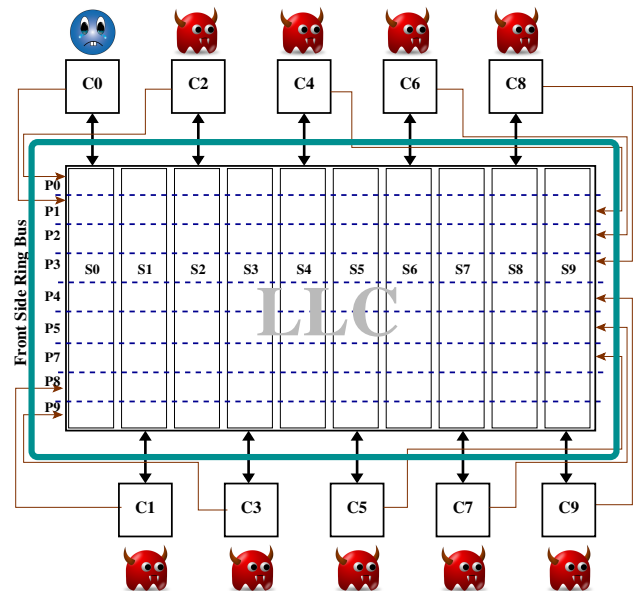 C0 C2 C4 C6 C8
Front Side Ring Bus
P0
P1
P2
P3
P4
P5
P7
P8
P9
S0 S1 S2 S3 S4 S5 S6 S7 S8 S9
LLC
C1 C3 C5 C7 C9